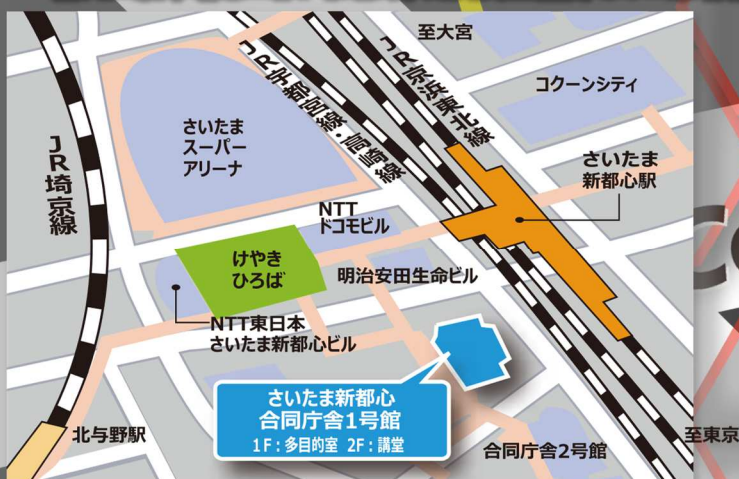 至大宮
JR京浜東北線
JR宇都宮線・高崎線
コクーンシティ
さいたま
スーパー
アリーナ
JR埼京線
さいたま
新都心駅
NTT
ドコモビル
けやき
ひろば
明治安田生命ビル
NTT東日本
さいたま新都心ビル
さいたま新都心
合同庁舎1号館
1F:多目的室 2F:講堂
北与野駅
合同庁舎2号館
至東京